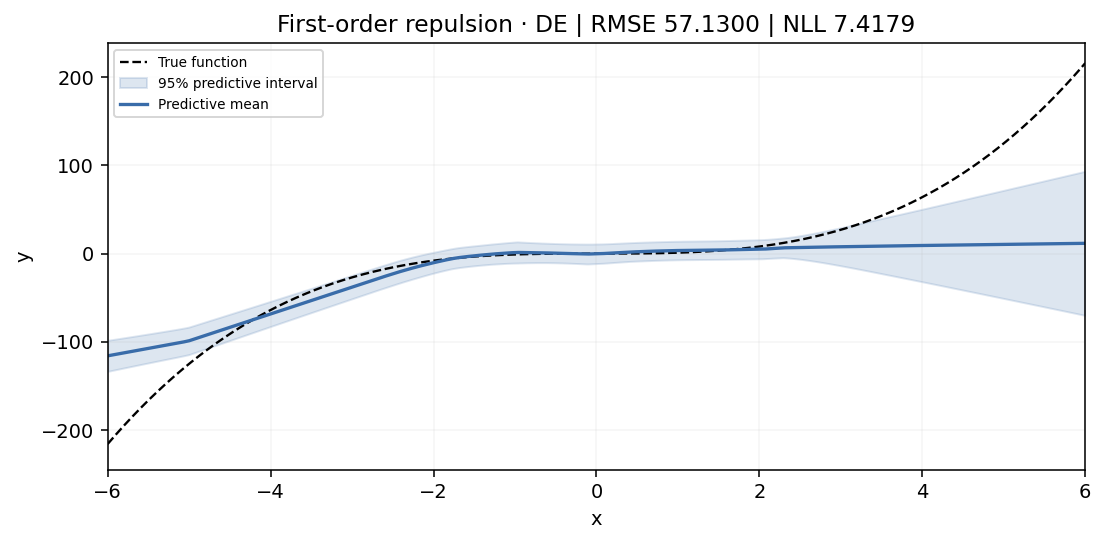 First-order repulsion · DE | RMSE 57.1300 | NLL 7.4179
True function
95% predictive interval
Predictive mean
200
100
0
−100
−200
y
−6
−4
−2
0
2
4
6
x